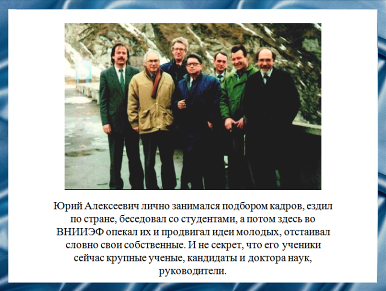 Юрий Алексеевич лично занимался подбором кадров, ездил
по стране, беседовал со студентами, а потом здесь во
ВНИИЭФ опекал их и продвигал идеи молодых, отстаивал
словно свои собственные. И не секрет, что его ученики
сейчас крупные ученые, кандидаты и доктора наук,
руководители.